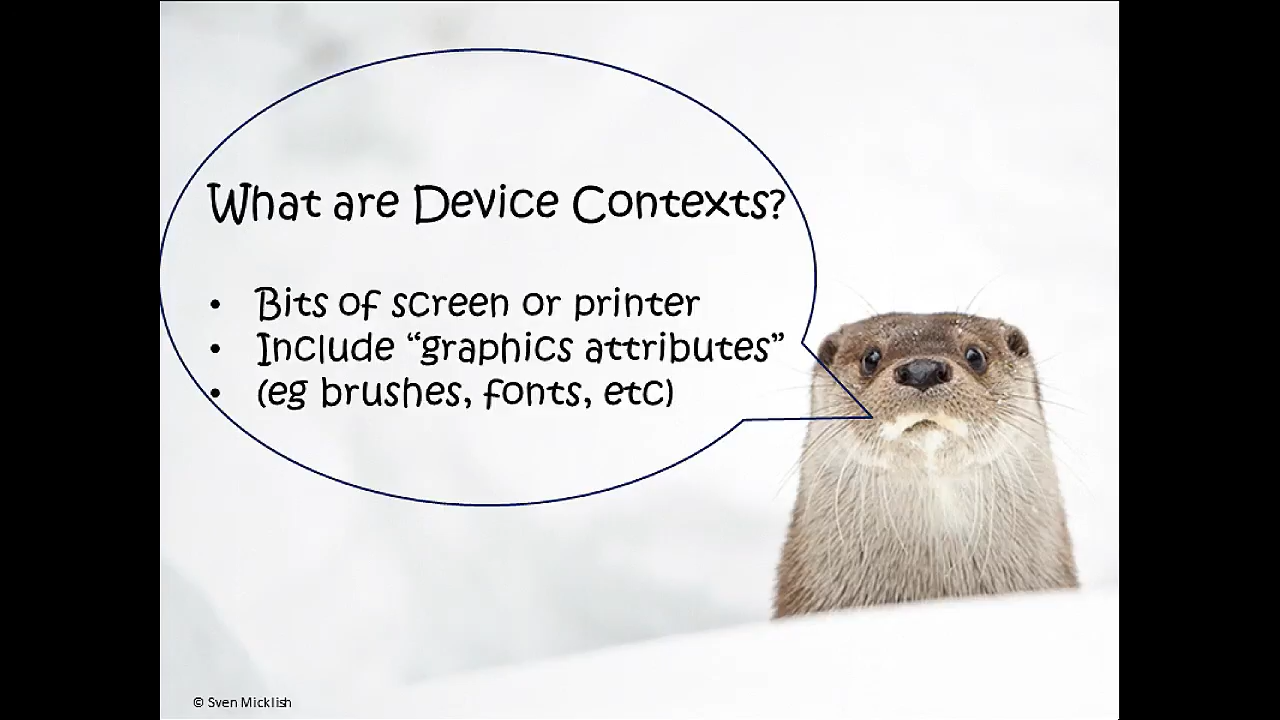 What are Device Contexts?
• Bits of screen or printer
• Include “graphics attributes”
• (eg brushes, fonts, etc)
© Sven Micklish